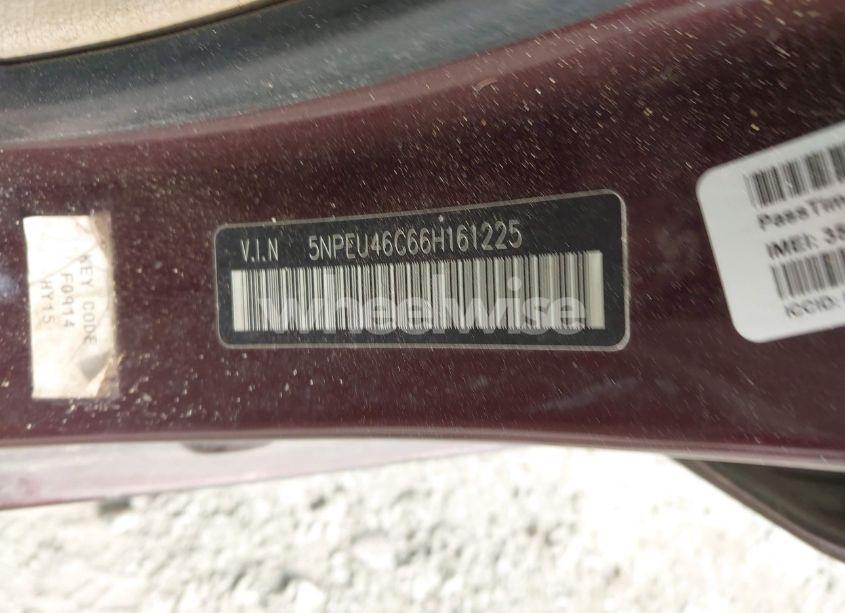 V.I.N 5NPEU46C66H161225
wheelwise
KEY CODE
F0914
HY15
PassTim
IMEI: 35
ICCID: